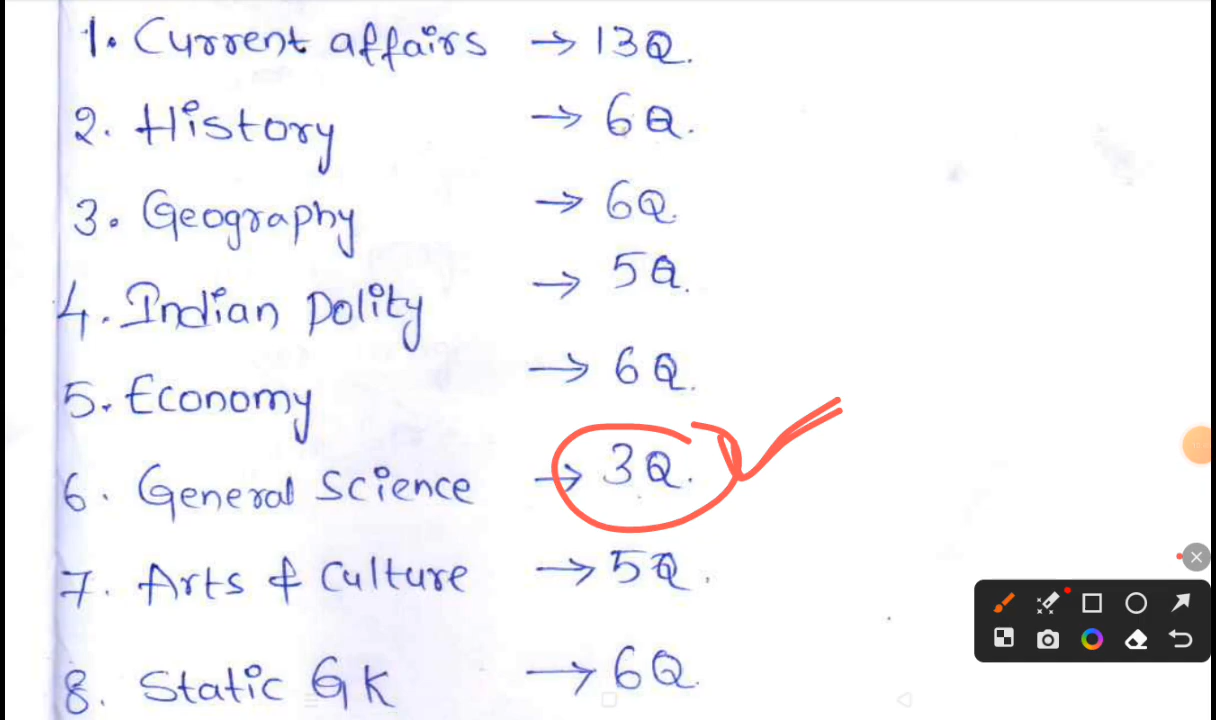 1. Current affairs → 13Q.
2. History → 6Q.
3. Geography → 6Q.
4. Indian polity → 5Q.
5. Economy → 6Q.
6. General Science → 3Q.
7. Arts & Culture → 5Q.
8. Static GK → 6Q.